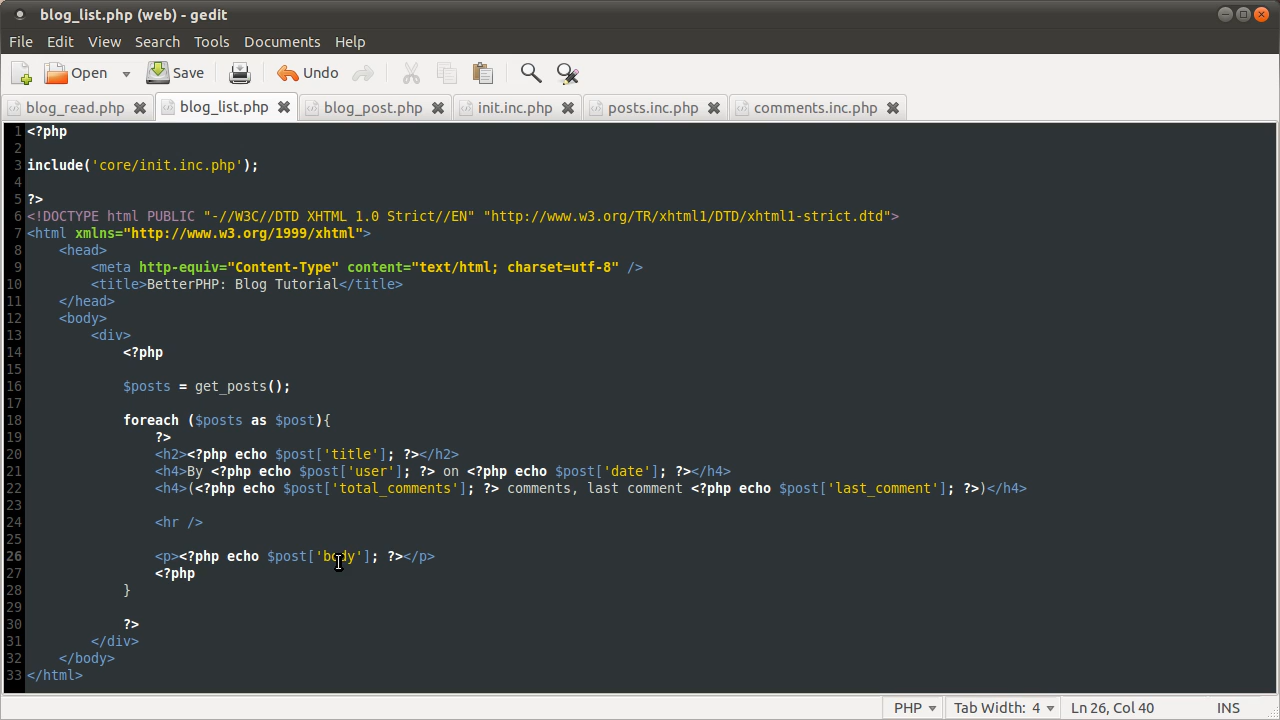 blog_list.php (web) - gedit
File Edit View Search Tools Documents Help
Open Save Undo
blog_read.php blog_list.php blog_post.php init.inc.php posts.inc.php comments.inc.php
1 <?php
2
3 include('core/init.inc.php');
4
5 ?>
6 <!DOCTYPE html PUBLIC "-//W3C//DTD XHTML 1.0 Strict//EN" "http://www.w3.org/TR/xhtml1/DTD/xhtml1-strict.dtd">
7 <html xmlns="http://www.w3.org/1999/xhtml">
8     <head>
9         <meta http-equiv="Content-Type" content="text/html; charset=utf-8" />
10         <title>BetterPHP: Blog Tutorial</title>
11     </head>
12     <body>
13         <div>
14             <?php
15
16             $posts = get_posts();
17
18             foreach ($posts as $post){
19                 ?>
20                 <h2><?php echo $post['title']; ?></h2>
21                 <h4>By <?php echo $post['user']; ?> on <?php echo $post['date']; ?></h4>
22                 <h4>(<?php echo $post['total_comments']; ?> comments, last comment <?php echo $post['last_comment']; ?>)</h4>
23
24                 <hr />
25
26                 <p><?php echo $post['body']; ?></p>
27                 <?php
28             }
29
30             ?>
31         </div>
32     </body>
33 </html>
PHP Tab Width: 4 Ln 26, Col 40 INS